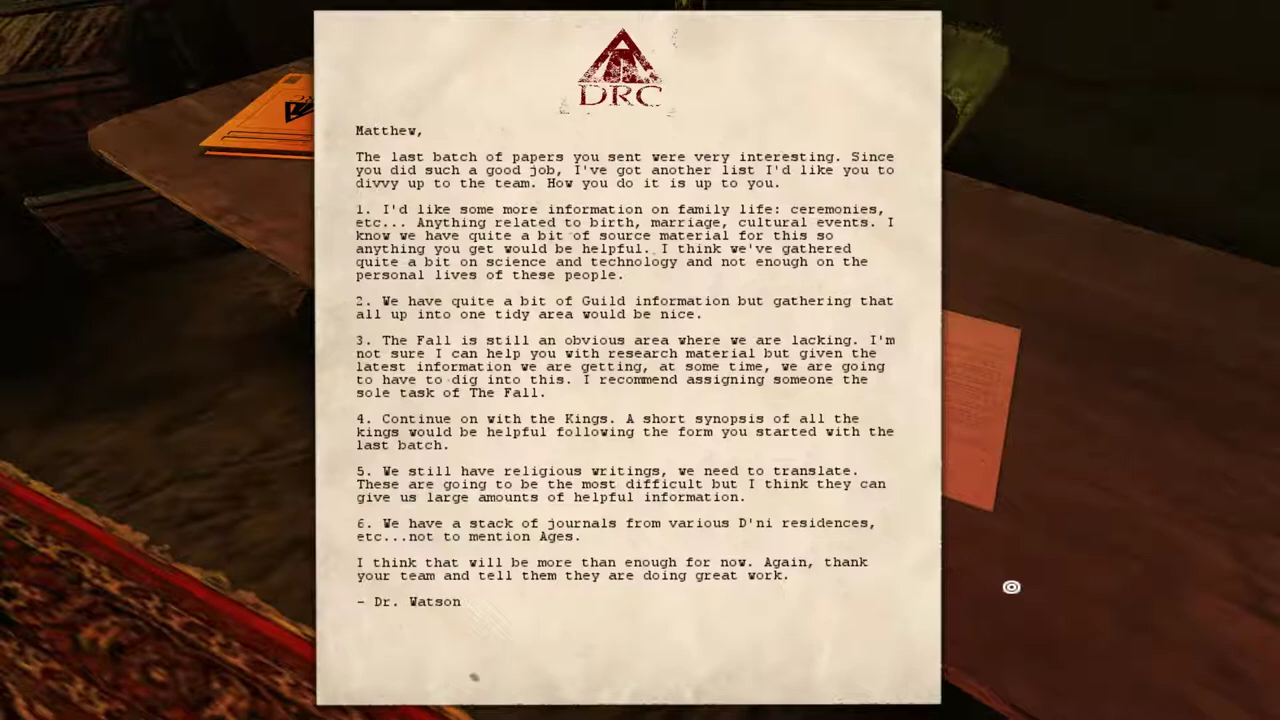 DRC
Matthew,
The last batch of papers you sent were very interesting. Since
you did such a good job, I've got another list I'd like you to
divvy up to the team. How you do it is up to you.
1. I'd like some more information on family life: ceremonies,
etc... Anything related to birth, marriage, cultural events. I
know we have quite a bit of source material for this so
anything you get would be helpful. I think we've gathered
quite a bit on science and technology and not enough on the
personal lives of these people.
2. We have quite a bit of Guild information but gathering that
all up into one tidy area would be nice.
3. The Fall is still an obvious area where we are lacking. I'm
not sure I can help you with research material but given the
latest information we are getting, at some time, we are going
to have to dig into this. I recommend assigning someone the
sole task of The Fall.
4. Continue on with the Kings. A short synopsis of all the
kings would be helpful following the form you started with the
last batch.
5. We still have religious writings, we need to translate.
These are going to be the most difficult but I think they can
give us large amounts of helpful information.
6. We have a stack of journals from various D'ni residences,
etc...not to mention Ages.
I think that will be more than enough for now. Again, thank
your team and tell them they are doing great work.
- Dr. Watson